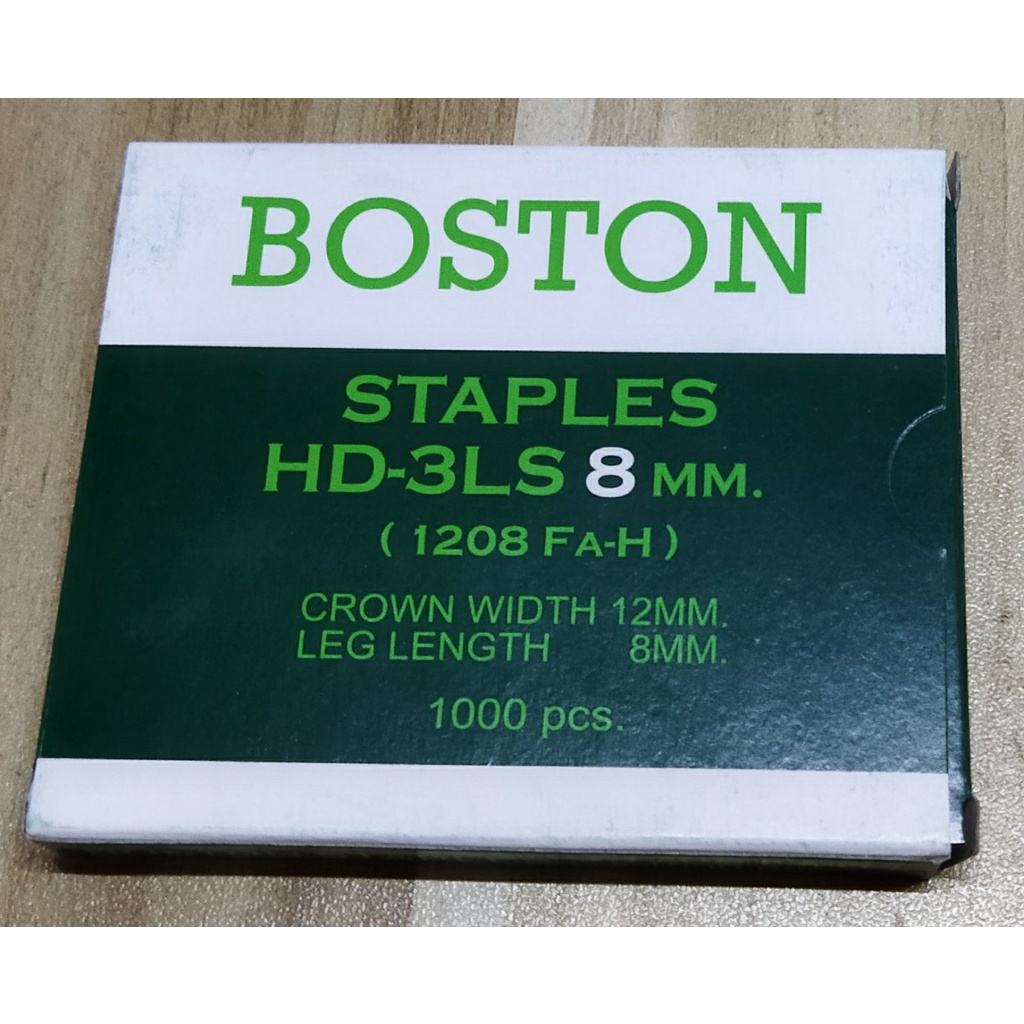 BOSTON
STAPLES
HD-3LS 8 MM.
( 1208 FA-H )
CROWN WIDTH 12MM.
LEG LENGTH 8MM.
1000 pcs.